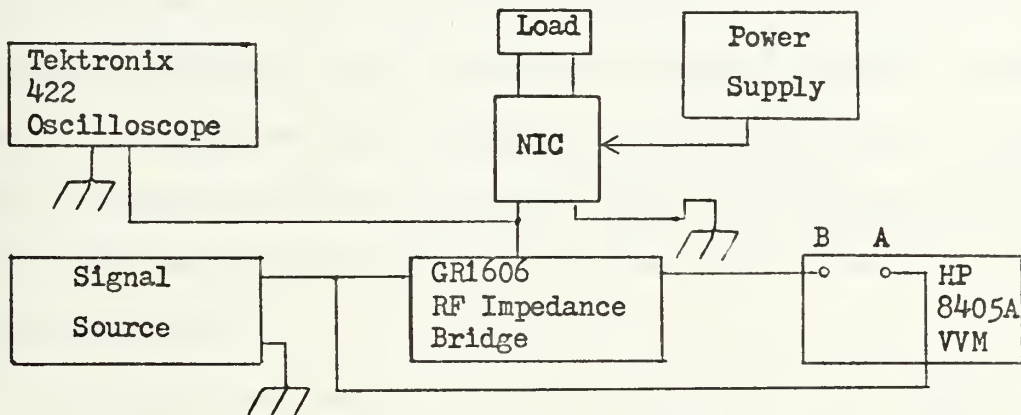 Load
Power
Supply
Tektronix
422
Oscilloscope
NIC
B A
Signal
Source
GR1606
RF Impedance
Bridge
HP
8405A
VVM